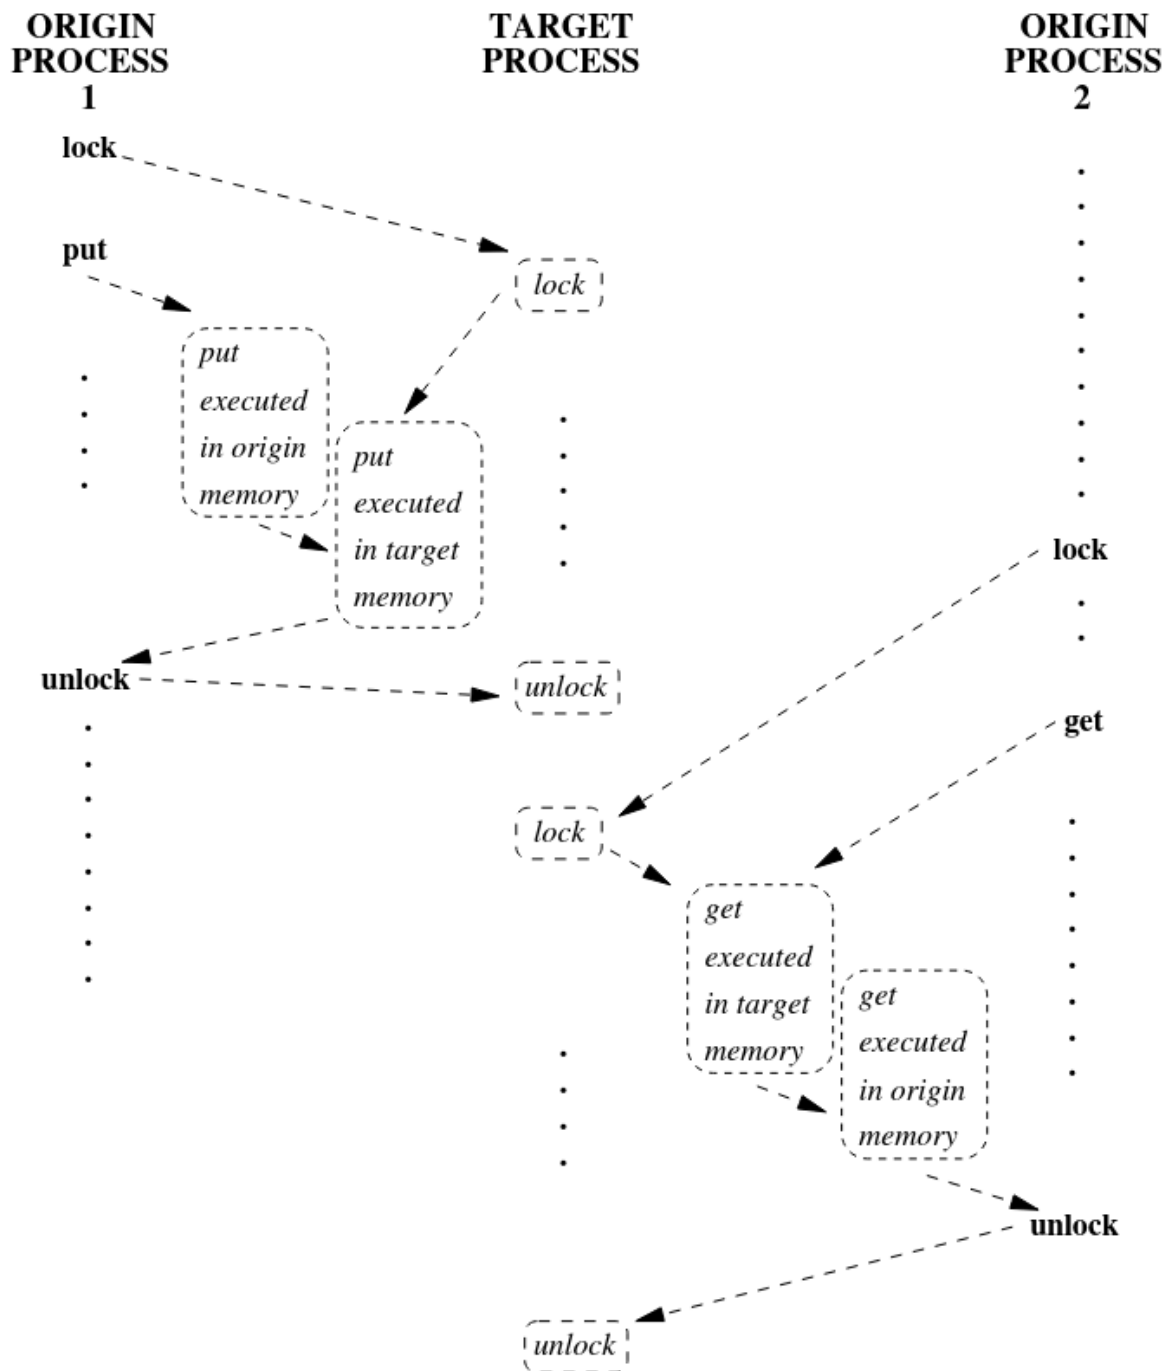 ORIGIN
PROCESS
1
TARGET
PROCESS
ORIGIN
PROCESS
2
lock
put
lock
put
executed
in origin
memory
put
executed
in target
memory
lock
unlock
unlock
get
lock
get
executed
in target
memory
get
executed
in origin
memory
unlock
unlock